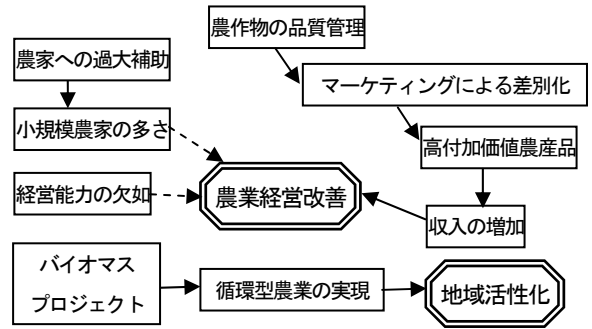 農作物の品質管理
農家への過大補助
マーケティングによる差別化
小規模農家の多さ
高付加価値農産品
経営能力の欠如
農業経営改善
収入の増加
バイオマス
プロジェクト
循環型農業の実現
地域活性化